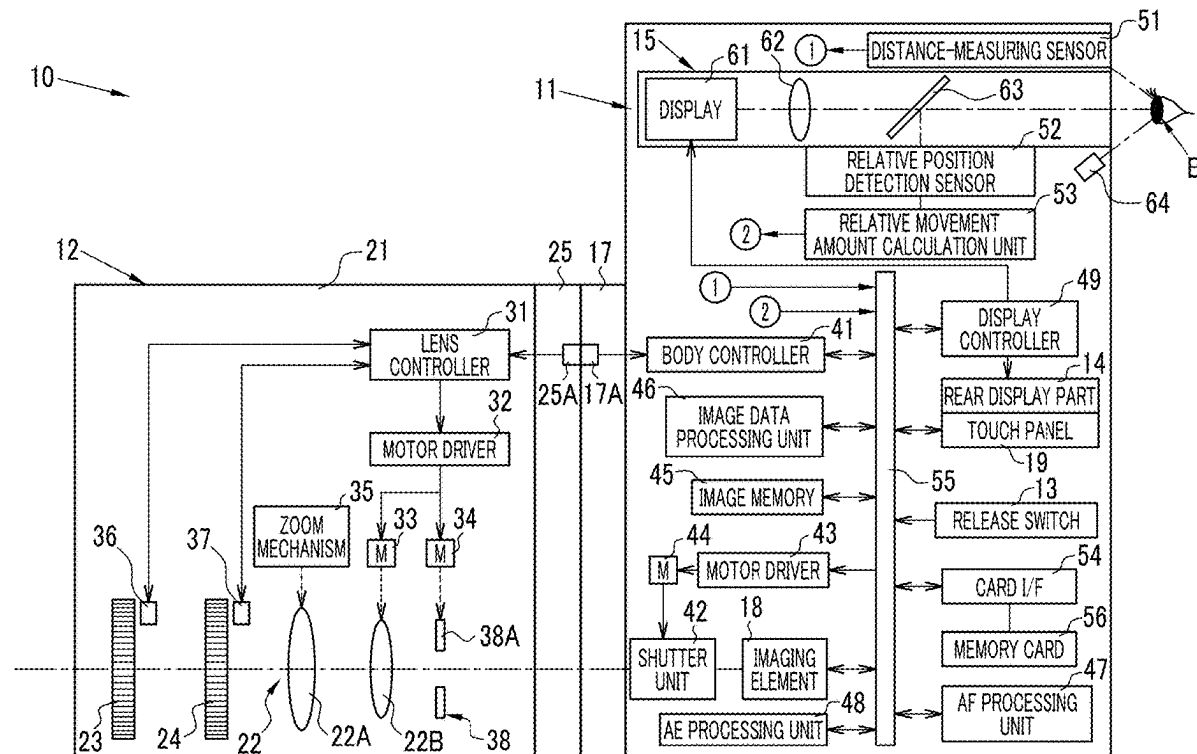 10
11
15
61
62
1
DISTANCE-MEASURING SENSOR
51
DISPLAY
63
52
RELATIVE POSITION
DETECTION SENSOR
E
64
53
2
RELATIVE MOVEMENT
AMOUNT CALCULATION UNIT
12
21
25
17
1
2
49
DISPLAY
CONTROLLER
31
LENS
CONTROLLER
25A
17A
41
BODY CONTROLLER
14
REAR DISPLAY PART
TOUCH PANEL
19
46
IMAGE DATA
PROCESSING UNIT
32
MOTOR DRIVER
55
45
IMAGE MEMORY
13
RELEASE SWITCH
35
ZOOM
MECHANISM
33
M
34
M
44
M
43
MOTOR DRIVER
54
CARD I/F
56
MEMORY CARD
36
37
38A
42
SHUTTER
UNIT
18
IMAGING
ELEMENT
47
AF PROCESSING
UNIT
48
AE PROCESSING UNIT
23
24
22
22A
22B
38